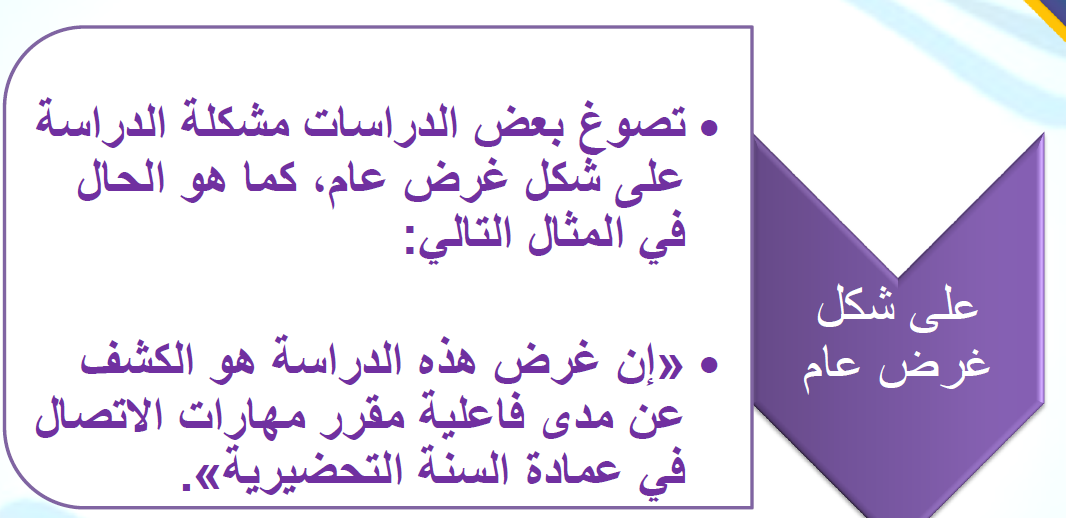 على شكل
غرض عام
• تصوغ بعض الدراسات مشكلة الدراسة
على شكل غرض عام، كما هو الحال
في المثال التالي:
• «إن غرض هذه الدراسة هو الكشف
عن مدى فاعلية مقرر مهارات الاتصال
في عمادة السنة التحضيرية».